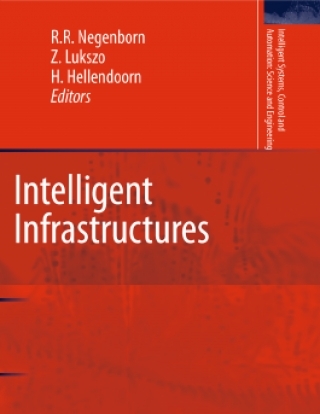 R.R. Negenborn
Z. Lukszo
H. Hellendoorn
Editors
Intelligent Systems, Control and
Automation: Science and Engineering
Intelligent
Infrastructures